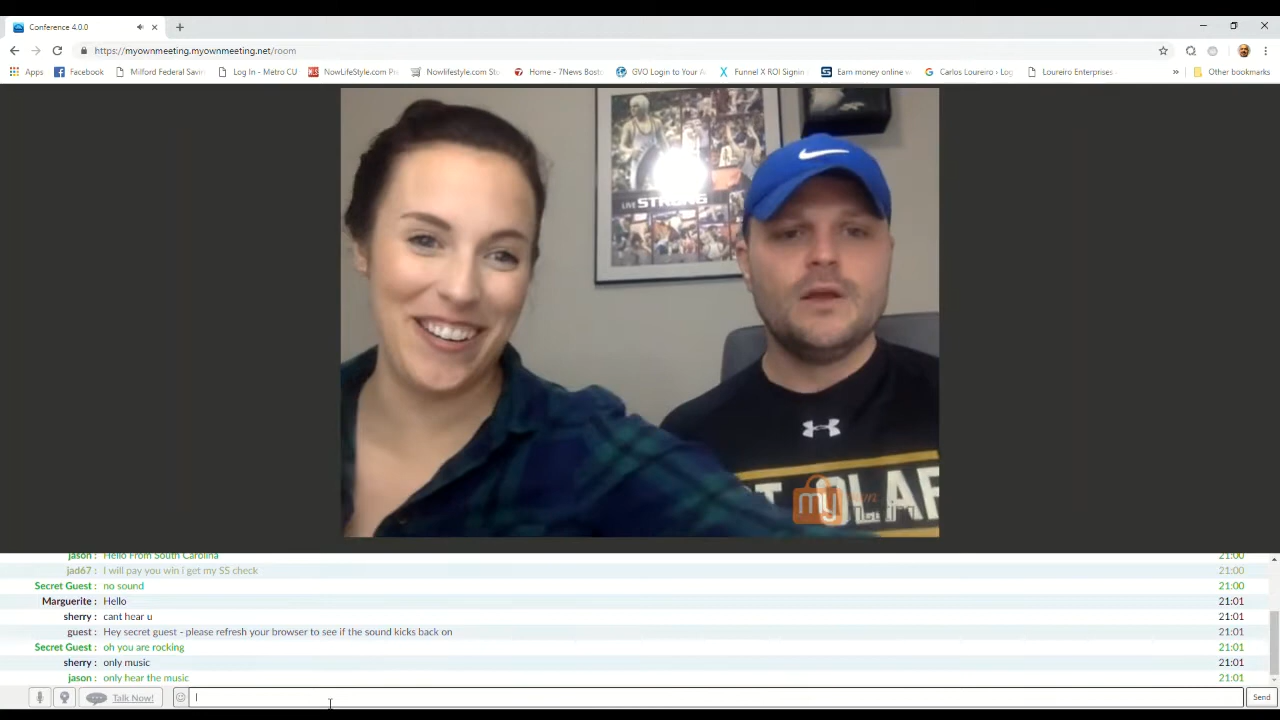 Conference 4.0.0
https://myownmeeting.myownmeeting.net/room
Apps Facebook Milford Federal Savi Log In - Metro CU NowLifeStyle.com Pr Nowlifestyle.com Sto Home - 7News Bost GVO Login to Your A Funnel X ROI Signin Earn money online w Carlos Loureiro › Log Loureiro Enterprises » Other bookmarks
LIVESTRONG
T OLAF
my own
meeting
jason : Hello From South Carolina 21:00
jad67 : I will pay you win i get my SS check 21:00
Secret Guest : no sound 21:00
Marguerite : Hello 21:01
sherry : cant hear u 21:01
guest : Hey secret guest - please refresh your browser to see if the sound kicks back on 21:01
Secret Guest : oh you are rocking 21:01
sherry : only music 21:01
jason : only hear the music 21:01
Talk Now! Send